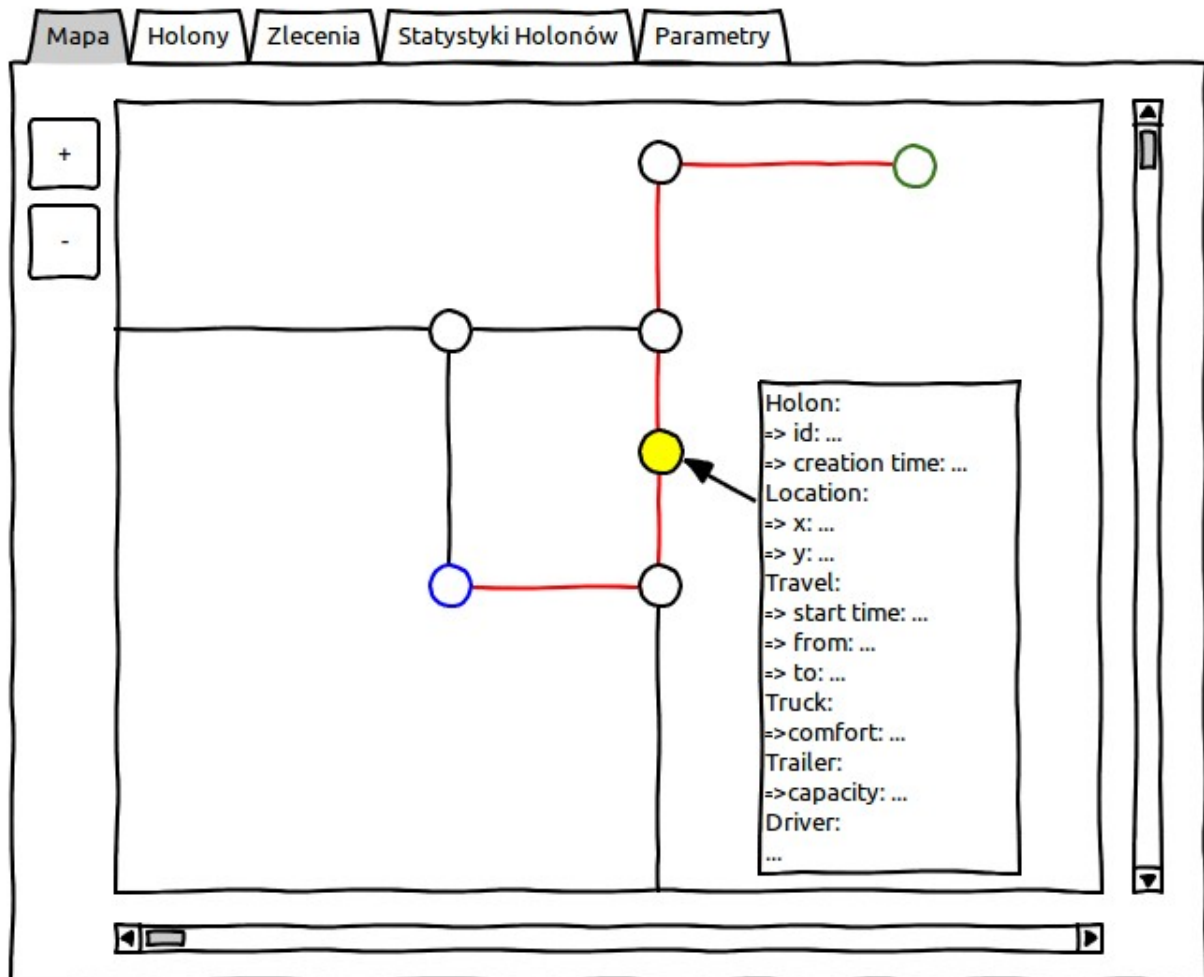 Mapa Holony Zlecenia Statystyki Holonów Parametry
+
-
Holon:
=> id: ...
=> creation time: ...
Location:
=> x: ...
=> y: ...
Travel:
=> start time: ...
=> from: ...
=> to: ...
Truck:
=>comfort: ...
Trailer:
=>capacity: ...
Driver:
...